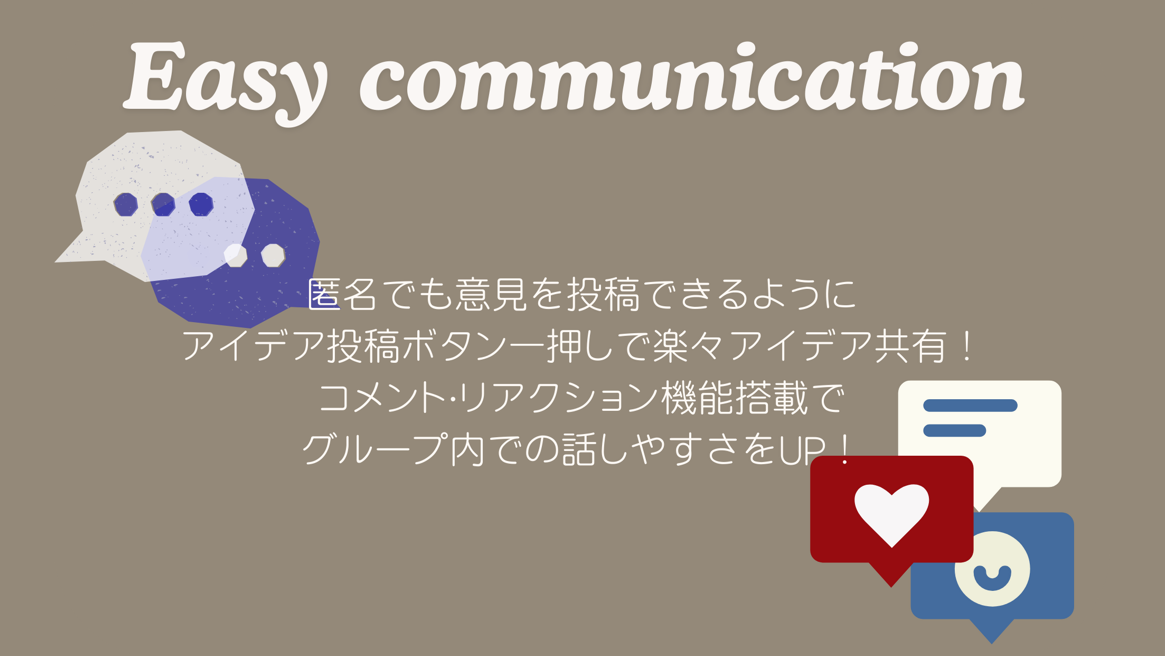 Easy communication
匿名でも意見を投稿できるように
アイデア投稿ボタン一押しで楽々アイデア共有！
コメント･リアクション機能搭載で
グループ内での話しやすさをUP！